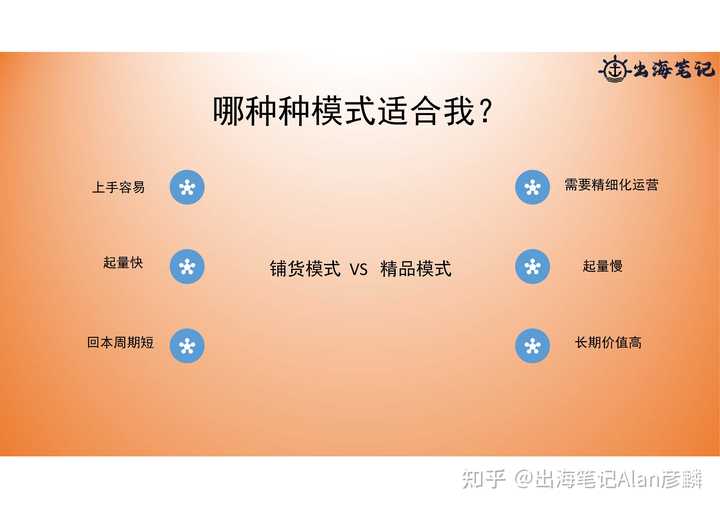 出海笔记
哪种种模式适合我？
上手容易
需要精细化运营
起量快
铺货模式 VS 精品模式
起量慢
回本周期短
长期价值高
知乎 @出海笔记Alan彦麟